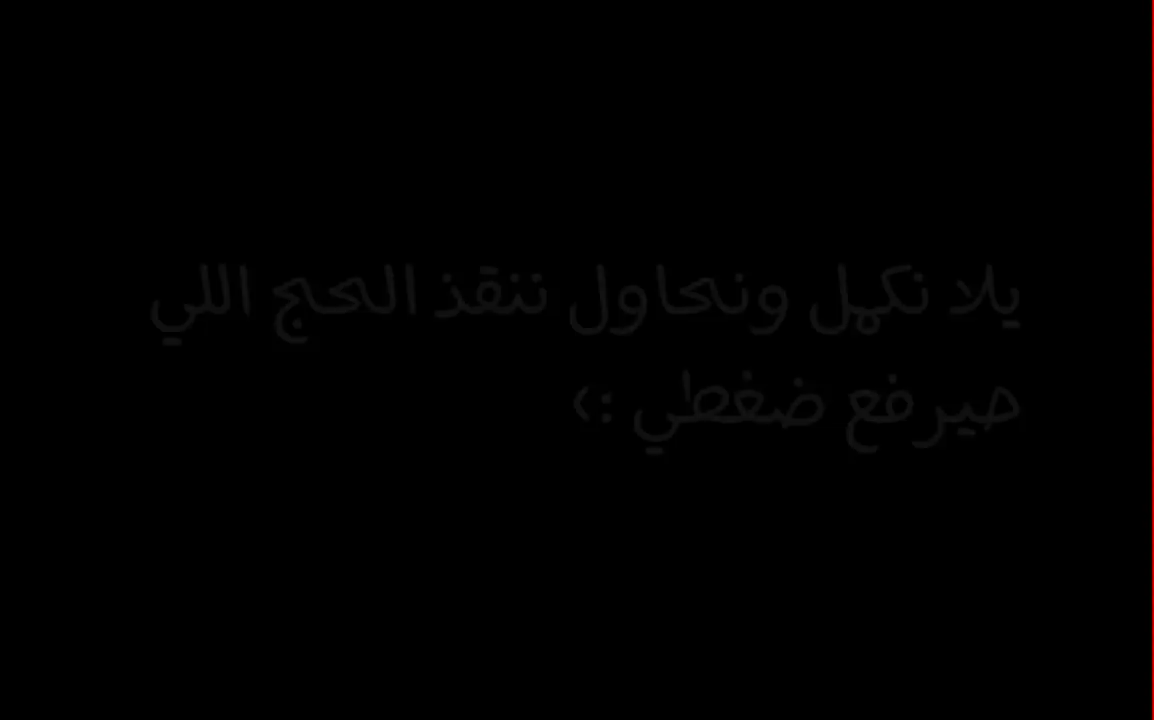 يلا نكمل ونحاول ننقذ الحج اللي
حيرفع ضغطي :>